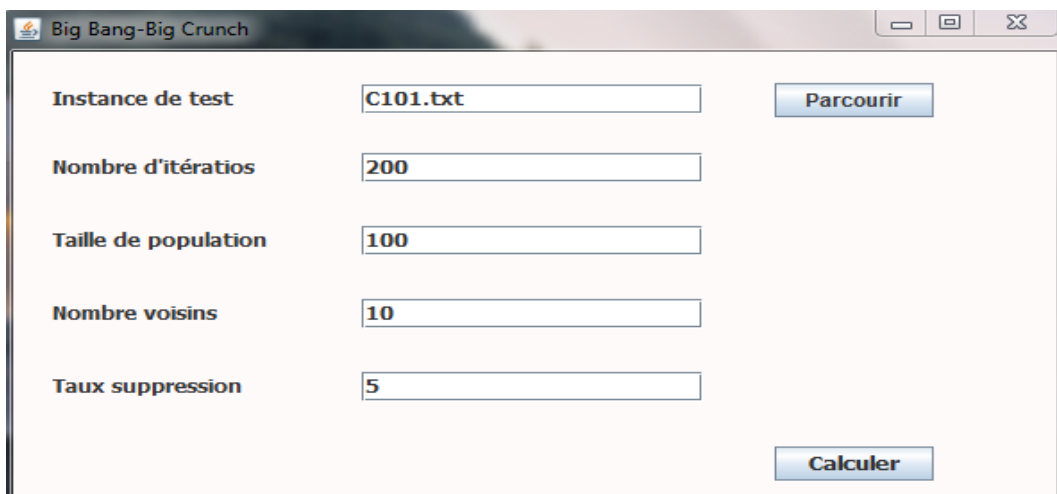 Big Bang-Big Crunch
Instance de test C101.txt Parcourir
Nombre d'itératios 200
Taille de population 100
Nombre voisins 10
Taux suppression 5
Calculer